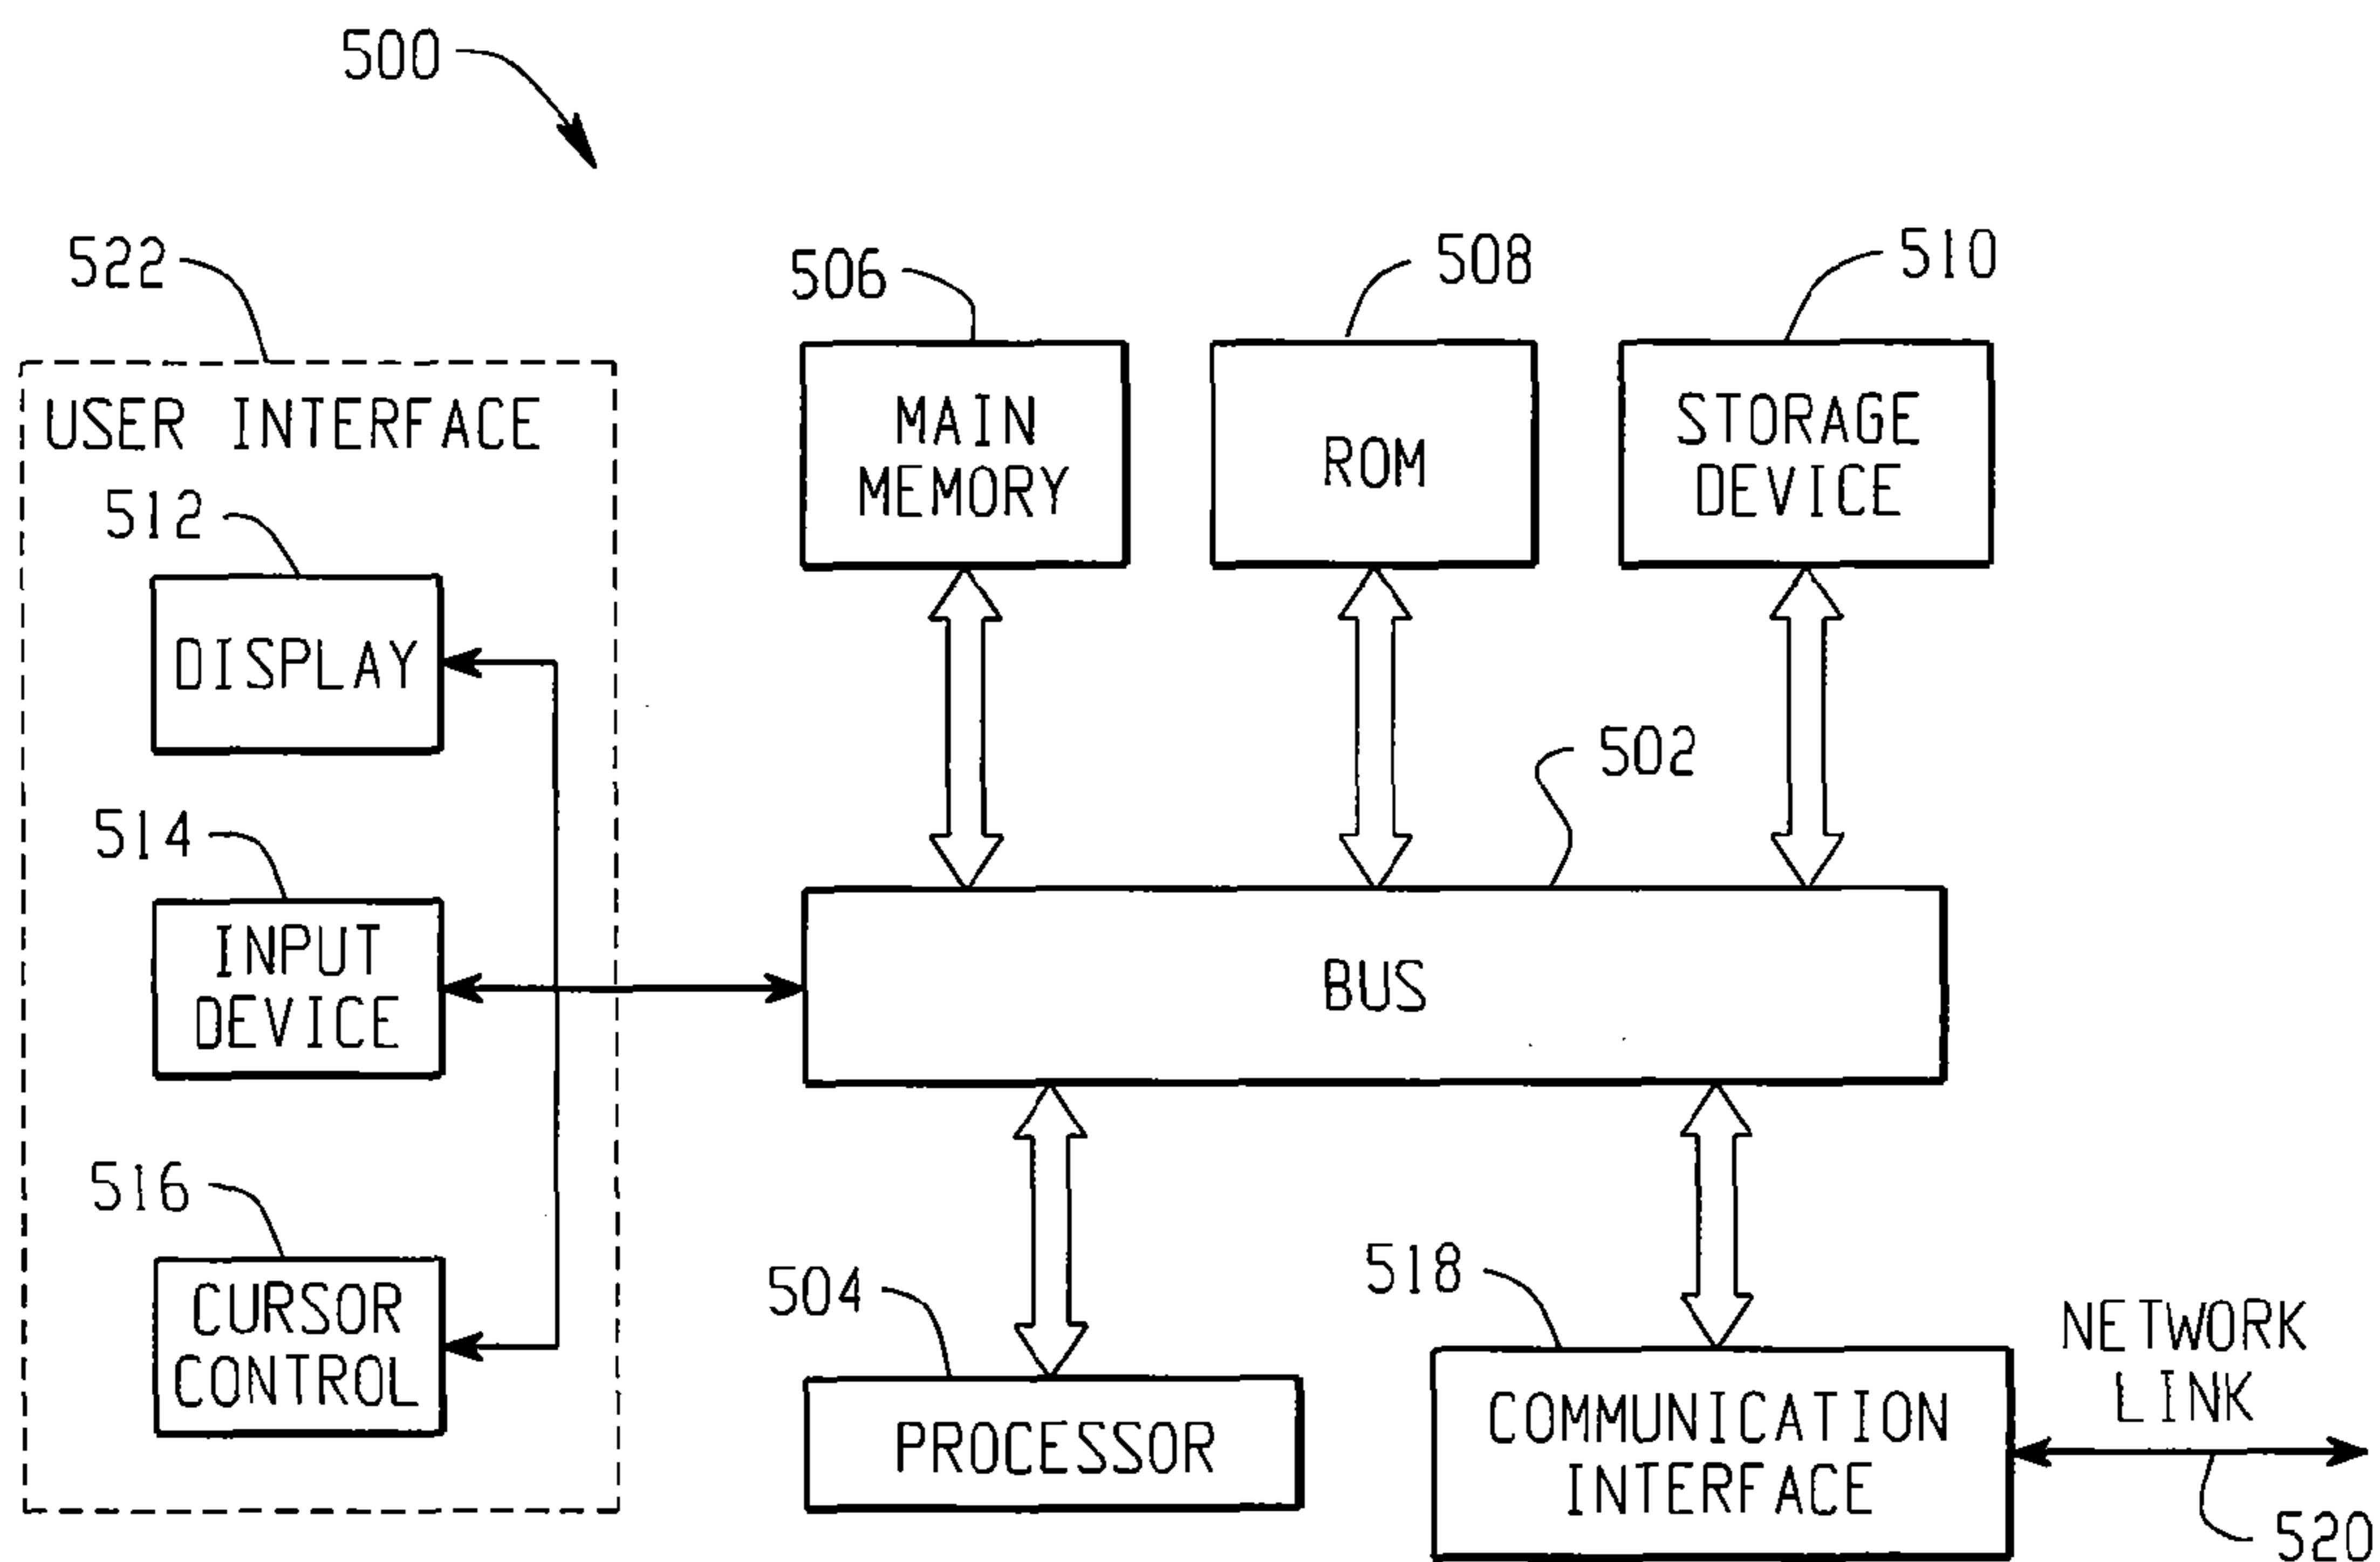 500
522
506
508
510
USER INTERFACE
MAIN
MEMORY
ROM
STORAGE
DEVICE
512
DISPLAY
502
514
INPUT
DEVICE
BUS
516
CURSOR
CONTROL
504
PROCESSOR
518
COMMUNICATION
INTERFACE
NETWORK
LINK
520